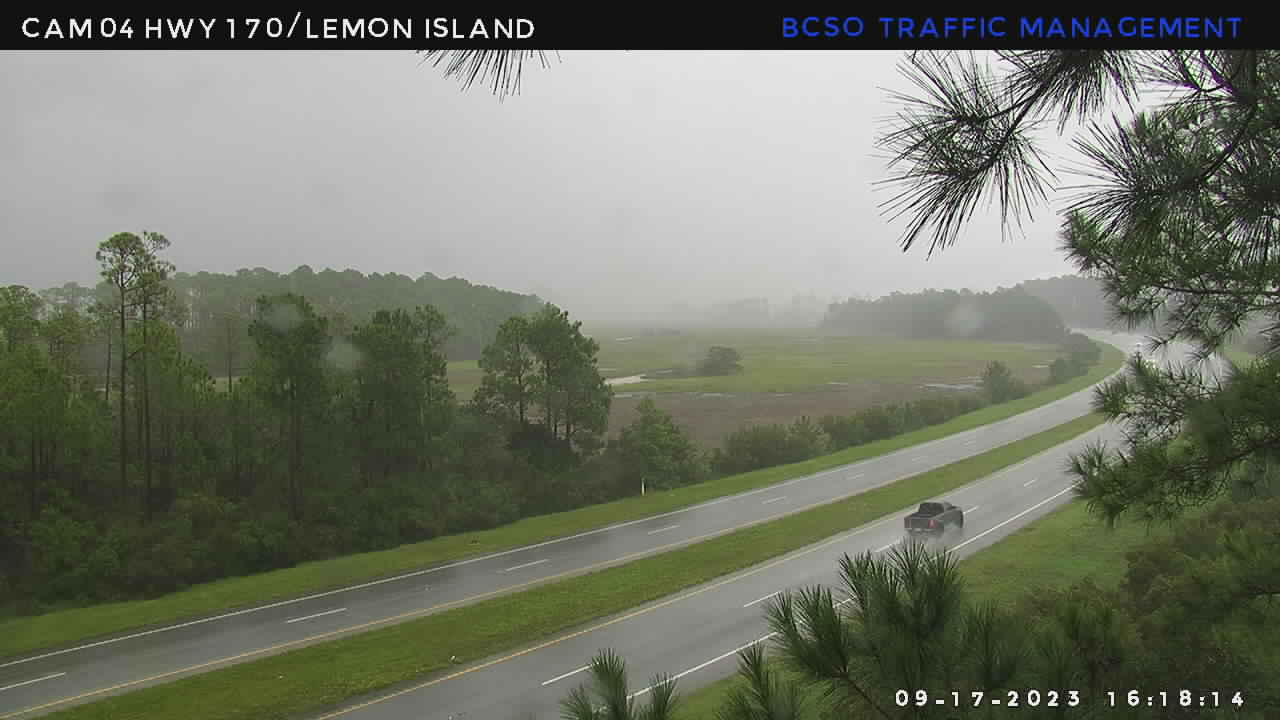 CAM04 HWY 170/LEMON ISLAND
BCSO TRAFFIC MANAGEMENT
09-17-2023 16:18:14